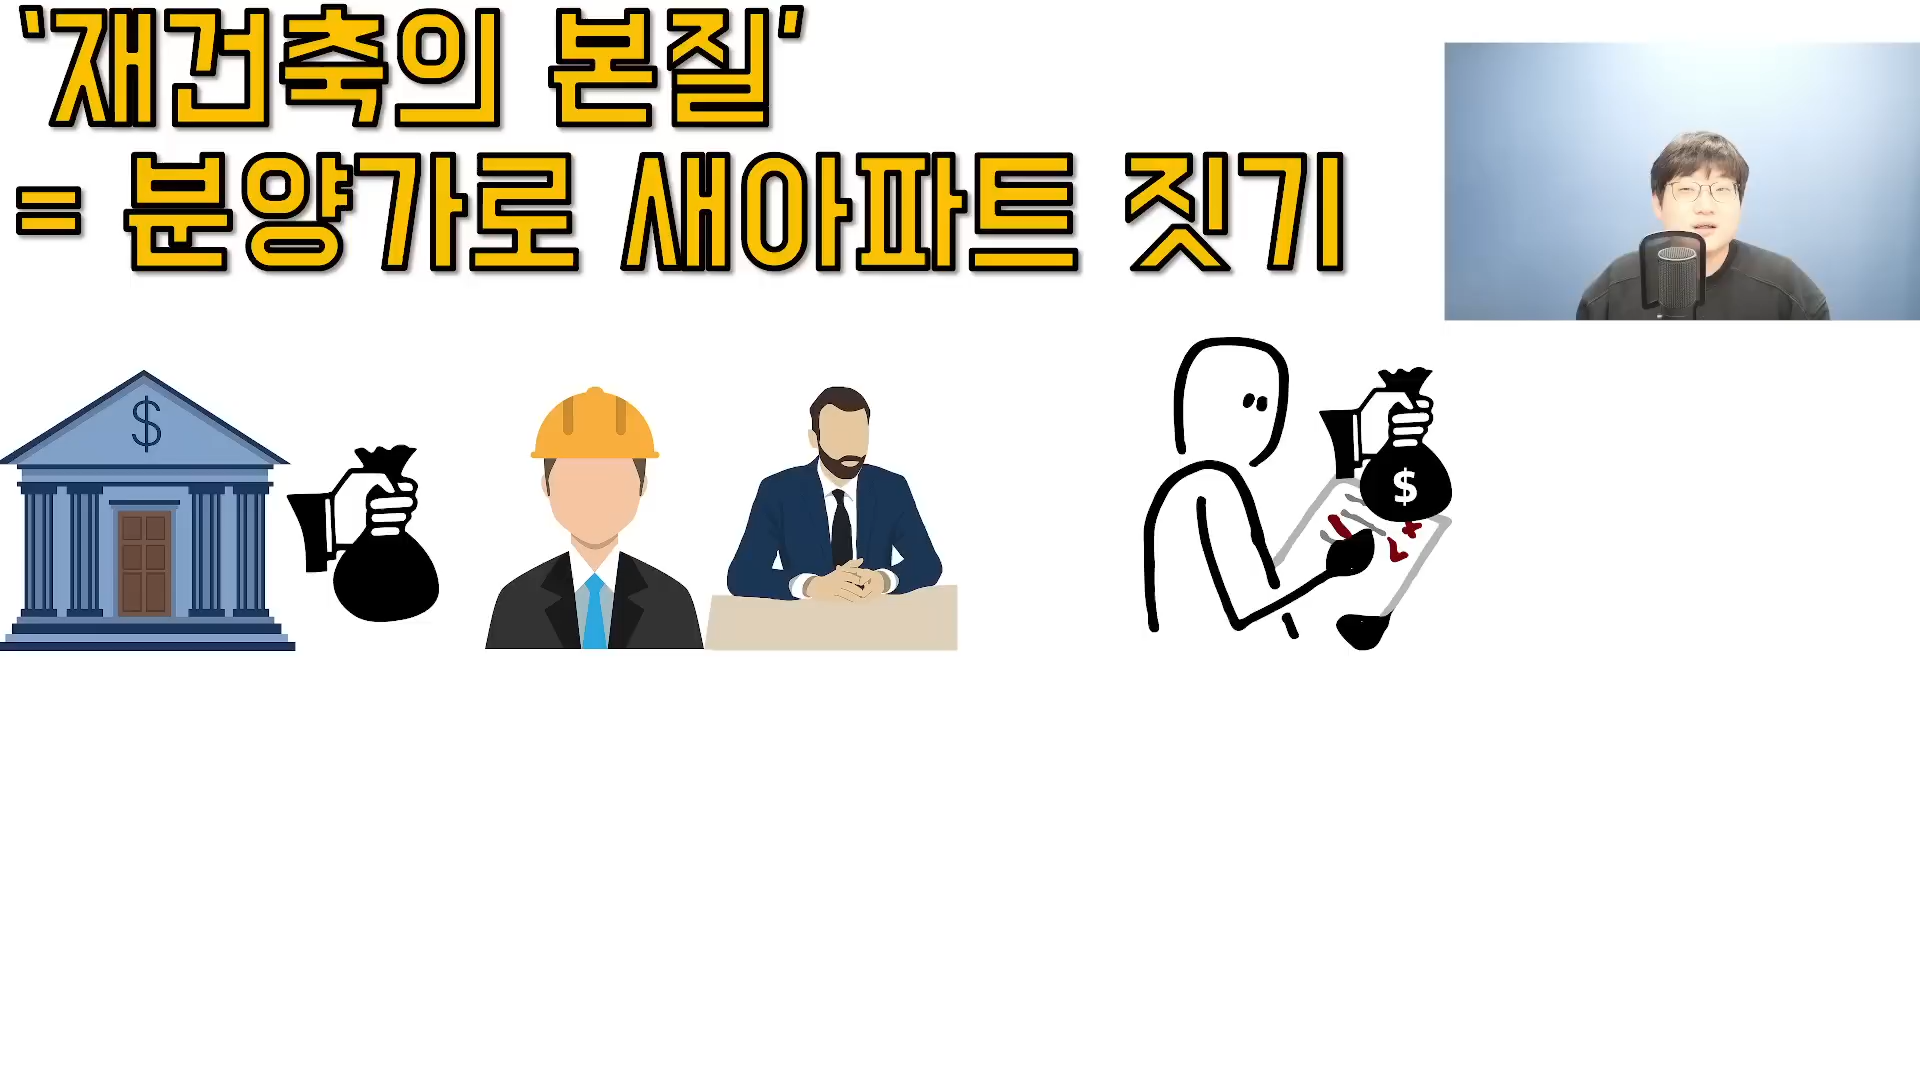 ‘재건축의 본질’
= 분양가로 새아파트 짓기
$
$